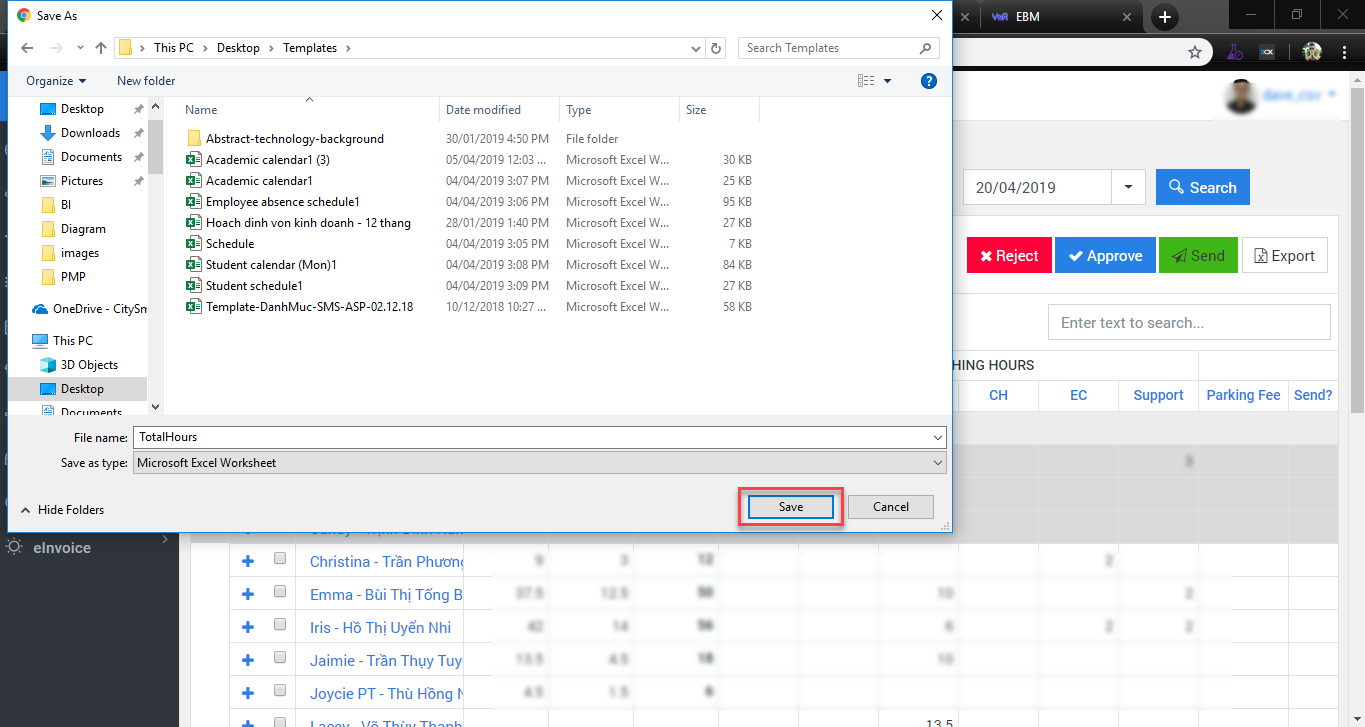 Save As
VNR EBM
This PC > Desktop > Templates >
Search Templates
Organize
New folder
?
Desktop
Downloads
Documents
Pictures
BI
Diagram
images
PMP
OneDrive - CitySm
This PC
3D Objects
Desktop
Documents
Name Date modified Type Size
Abstract-technology-background 30/01/2019 4:50 PM File folder
Academic calendar1 (3) 05/04/2019 12:03 ... Microsoft Excel W... 30 KB
Academic calendar1 04/04/2019 3:07 PM Microsoft Excel W... 25 KB
Employee absence schedule1 04/04/2019 3:06 PM Microsoft Excel W... 95 KB
Hoach dinh von kinh doanh - 12 thang 28/01/2019 1:40 PM Microsoft Excel W... 27 KB
Schedule 04/04/2019 3:05 PM Microsoft Excel W... 7 KB
Student calendar (Mon)1 04/04/2019 3:08 PM Microsoft Excel W... 84 KB
Student schedule1 04/04/2019 3:09 PM Microsoft Excel W... 27 KB
Template-DanhMuc-SMS-ASP-02.12.18 10/12/2018 10:27 ... Microsoft Excel W... 58 KB
File name: TotalHours
Save as type: Microsoft Excel Worksheet
Hide Folders
Save
Cancel
20/04/2019
Search
Reject
Approve
Send
Export
Enter text to search...
HING HOURS
CH EC Support Parking Fee Send?
3
eInvoice
Christina - Trần Phương 9 3 12 2
Emma - Bùi Thị Tống B 37.5 12.5 50 10 2
Iris - Hồ Thị Uyển Nhi 42 14 56 6 2 2
Jaimie - Trần Thụy Tuy 13.5 4.5 18 10
Joycie PT - Thù Hồng N 4.5 1.5 6
Lacey - Võ Thùy Thanh 13.5